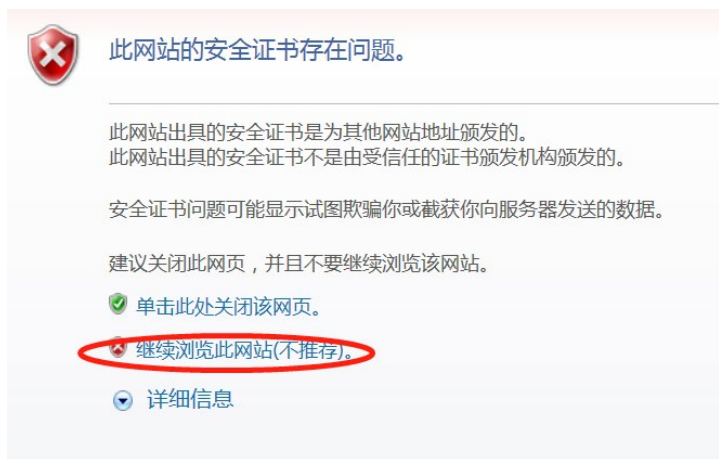 此网站的安全证书存在问题。
此网站出具的安全证书是为其他网站地址颁发的。
此网站出具的安全证书不是由受信任的证书颁发机构颁发的。
安全证书问题可能显示试图欺骗你或截获你向服务器发送的数据。
建议关闭此网页，并且不要继续浏览该网站。
单击此处关闭该网页。
继续浏览此网站(不推荐)。
详细信息